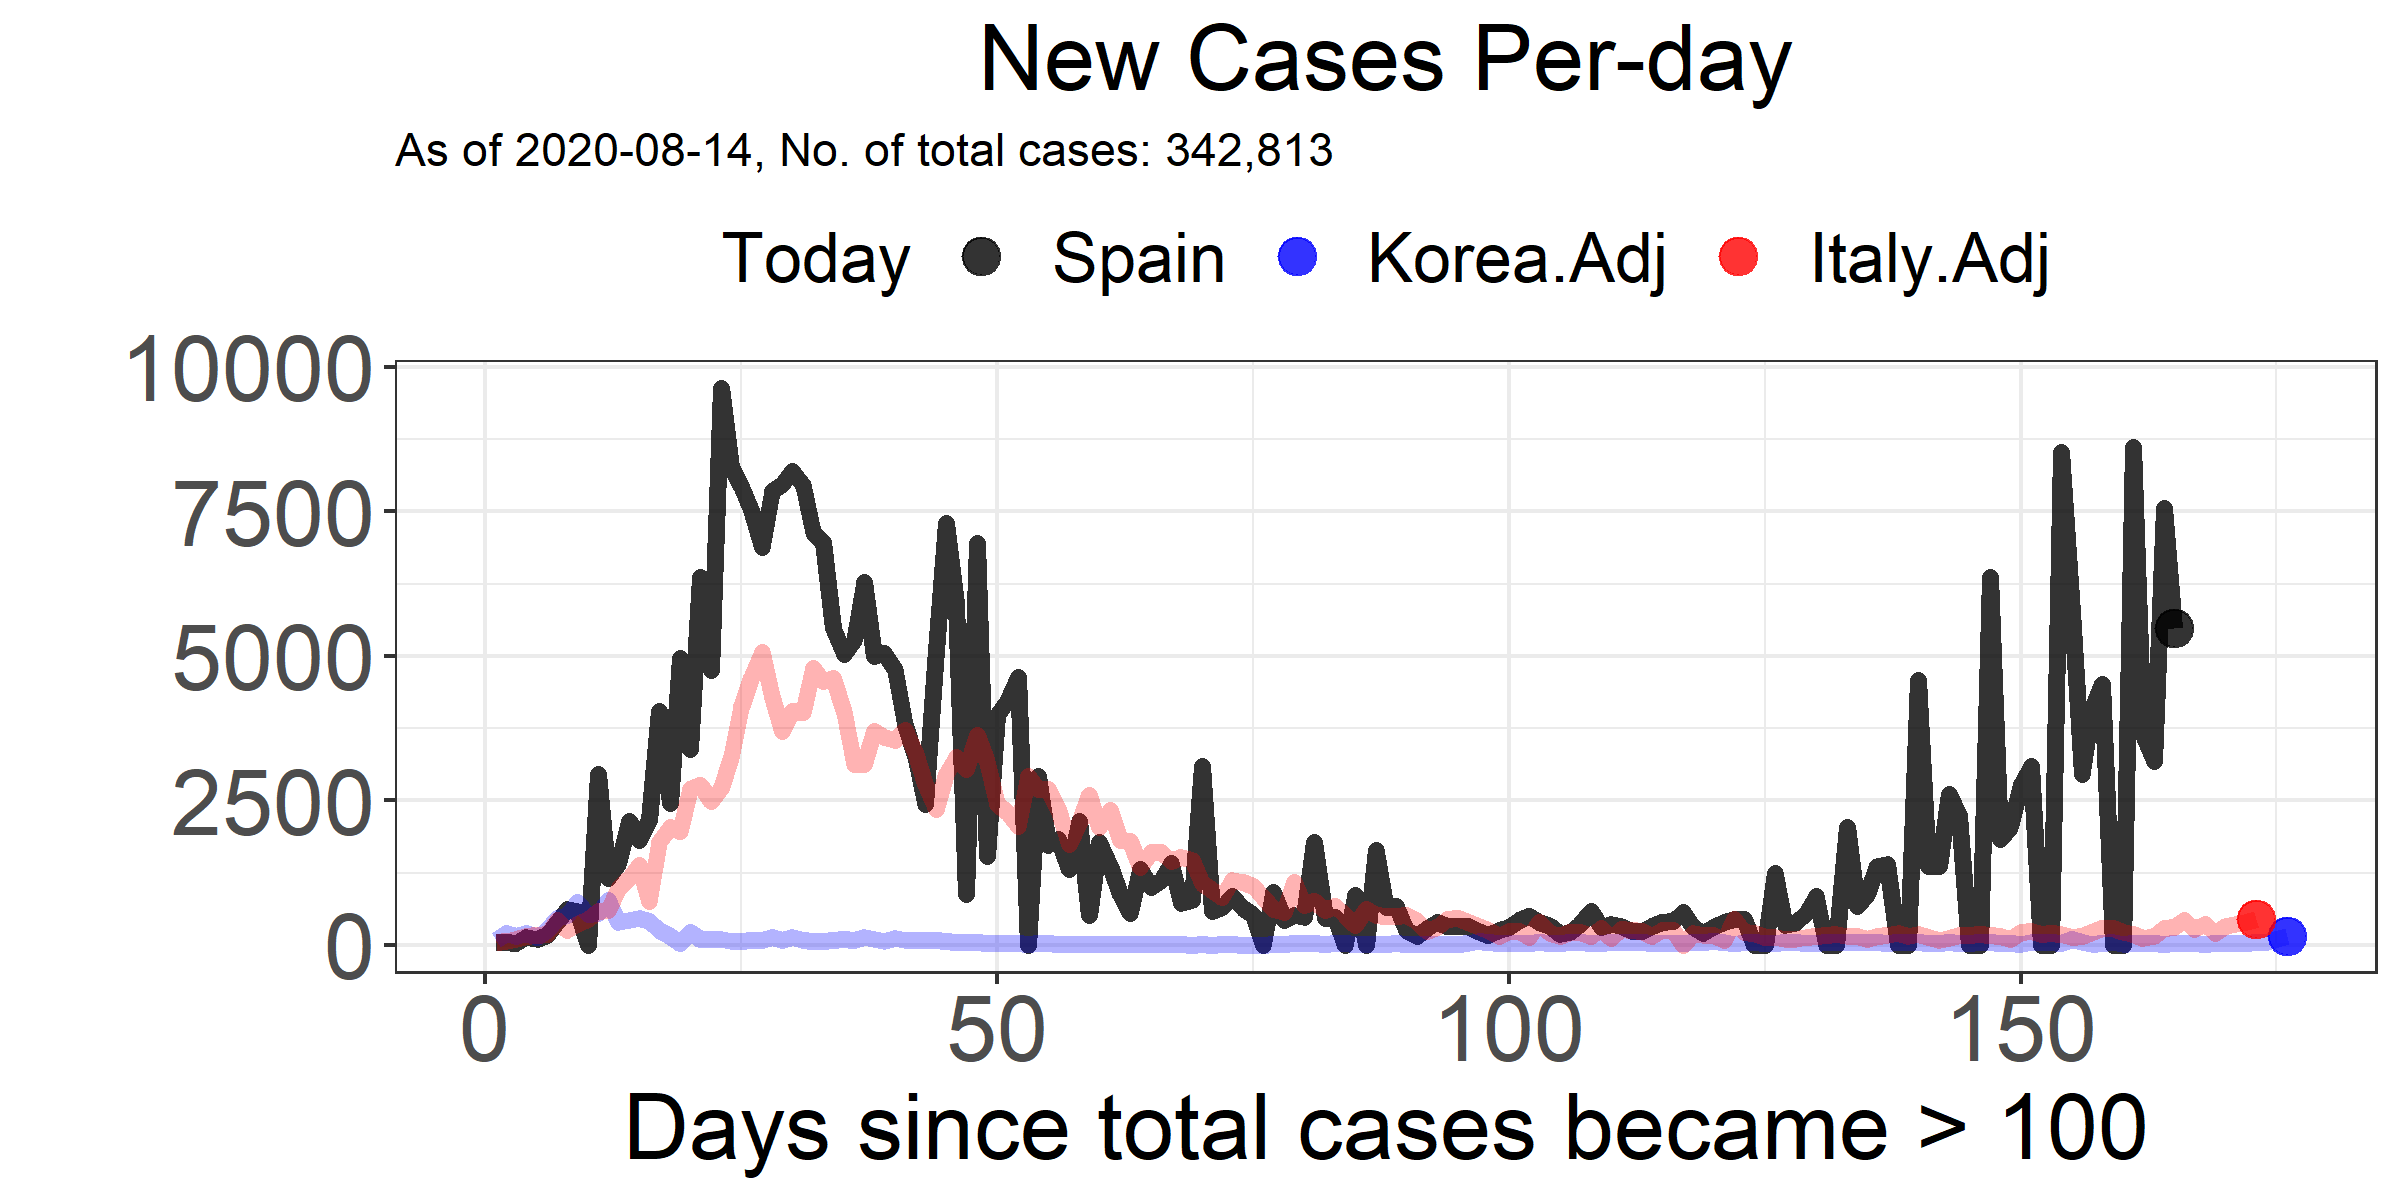 New Cases Per-day
As of 2020-08-14, No. of total cases: 342,813
Today Spain Korea.Adj Italy.Adj
10000
7500
5000
2500
0
0 50 100 150
Days since total cases became > 100